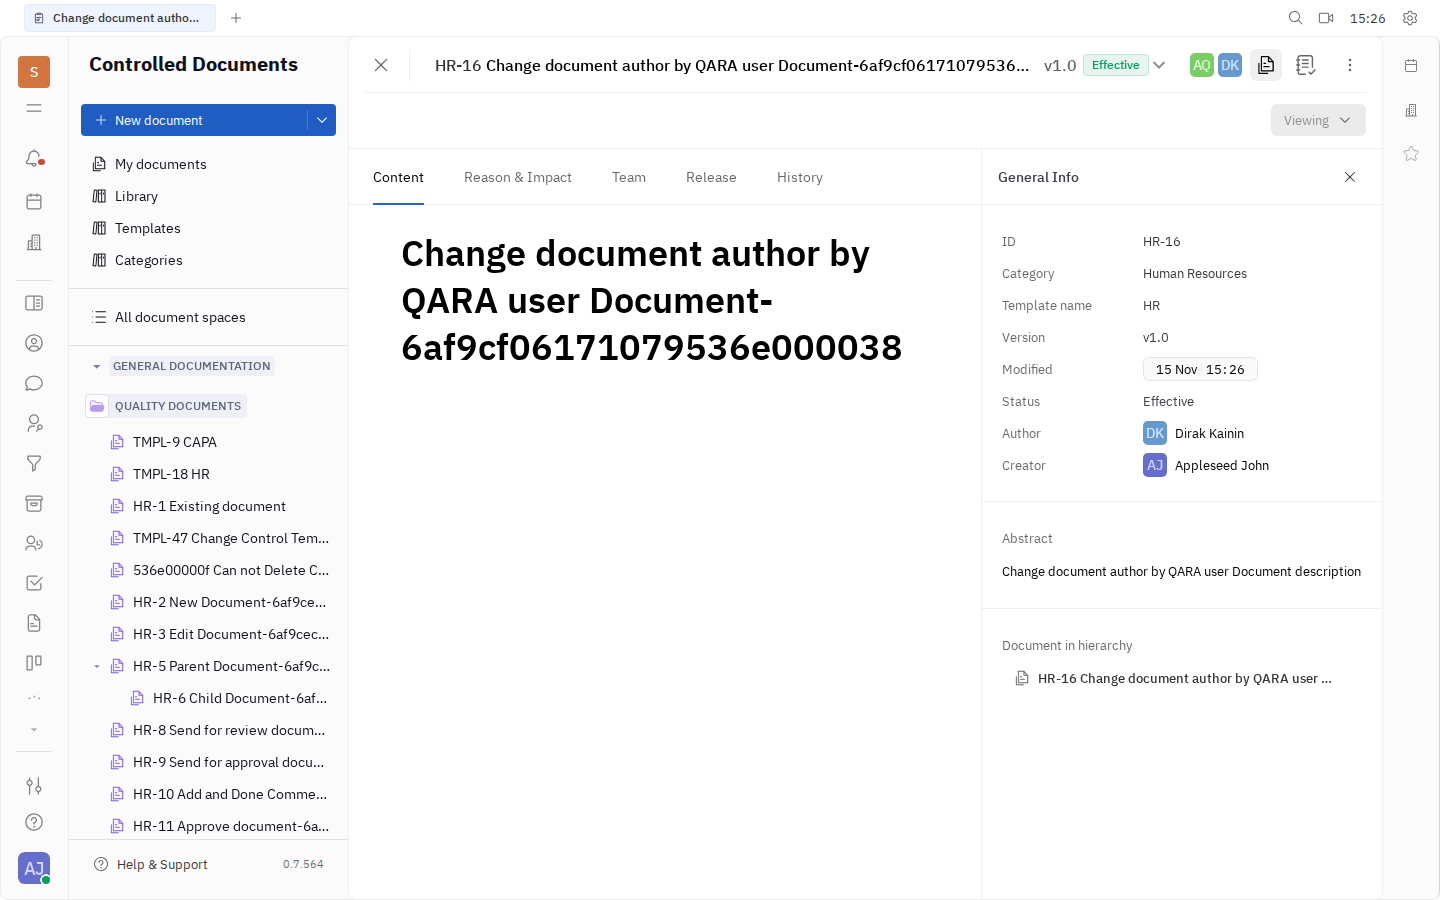 Change document autho...
15:26
S
Controlled Documents
New document
My documents
Library
Templates
Categories
All document spaces
GENERAL DOCUMENTATION
QUALITY DOCUMENTS
TMPL-9 CAPA
TMPL-18 HR
HR-1 Existing document
TMPL-47 Change Control Tem...
536e00000f Can not Delete C...
HR-2 New Document-6af9ce...
HR-3 Edit Document-6af9cec...
HR-5 Parent Document-6af9c...
HR-6 Child Document-6af...
HR-8 Send for review docum...
HR-9 Send for approval docu...
HR-10 Add and Done Comme...
HR-11 Approve document-6a...
Help & Support 0.7.564
AJ
HR-16 Change document author by QARA user Document-6af9cf06171079536... v1.0 Effective AQ DK
Viewing
Content Reason & Impact Team Release History
Change document author by
QARA user Document-
6af9cf06171079536e000038
General Info
ID HR-16
Category Human Resources
Template name HR
Version v1.0
Modified 15 Nov 15:26
Status Effective
Author DK Dirak Kainin
Creator AJ Appleseed John
Abstract
Change document author by QARA user Document description
Document in hierarchy
HR-16 Change document author by QARA user ...